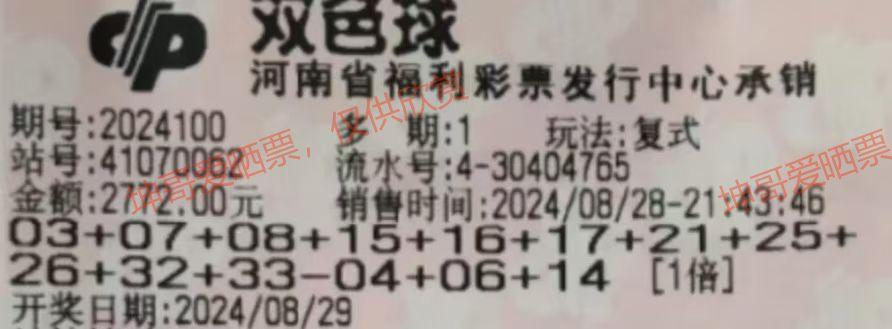 双色球
河南省福利彩票发行中心承销
期号:2024100 多 期:1 玩法:复式
站号:41070062 流水号:4-30404765
金额:2772.00元 销售时间:2024/08/28-21:43:46
03+07+08+15+16+17+21+25+
26+32+33-04+06+14 [1倍]
开奖日期:2024/08/29
坤哥爱晒票,仅供欣赏
坤哥爱晒票